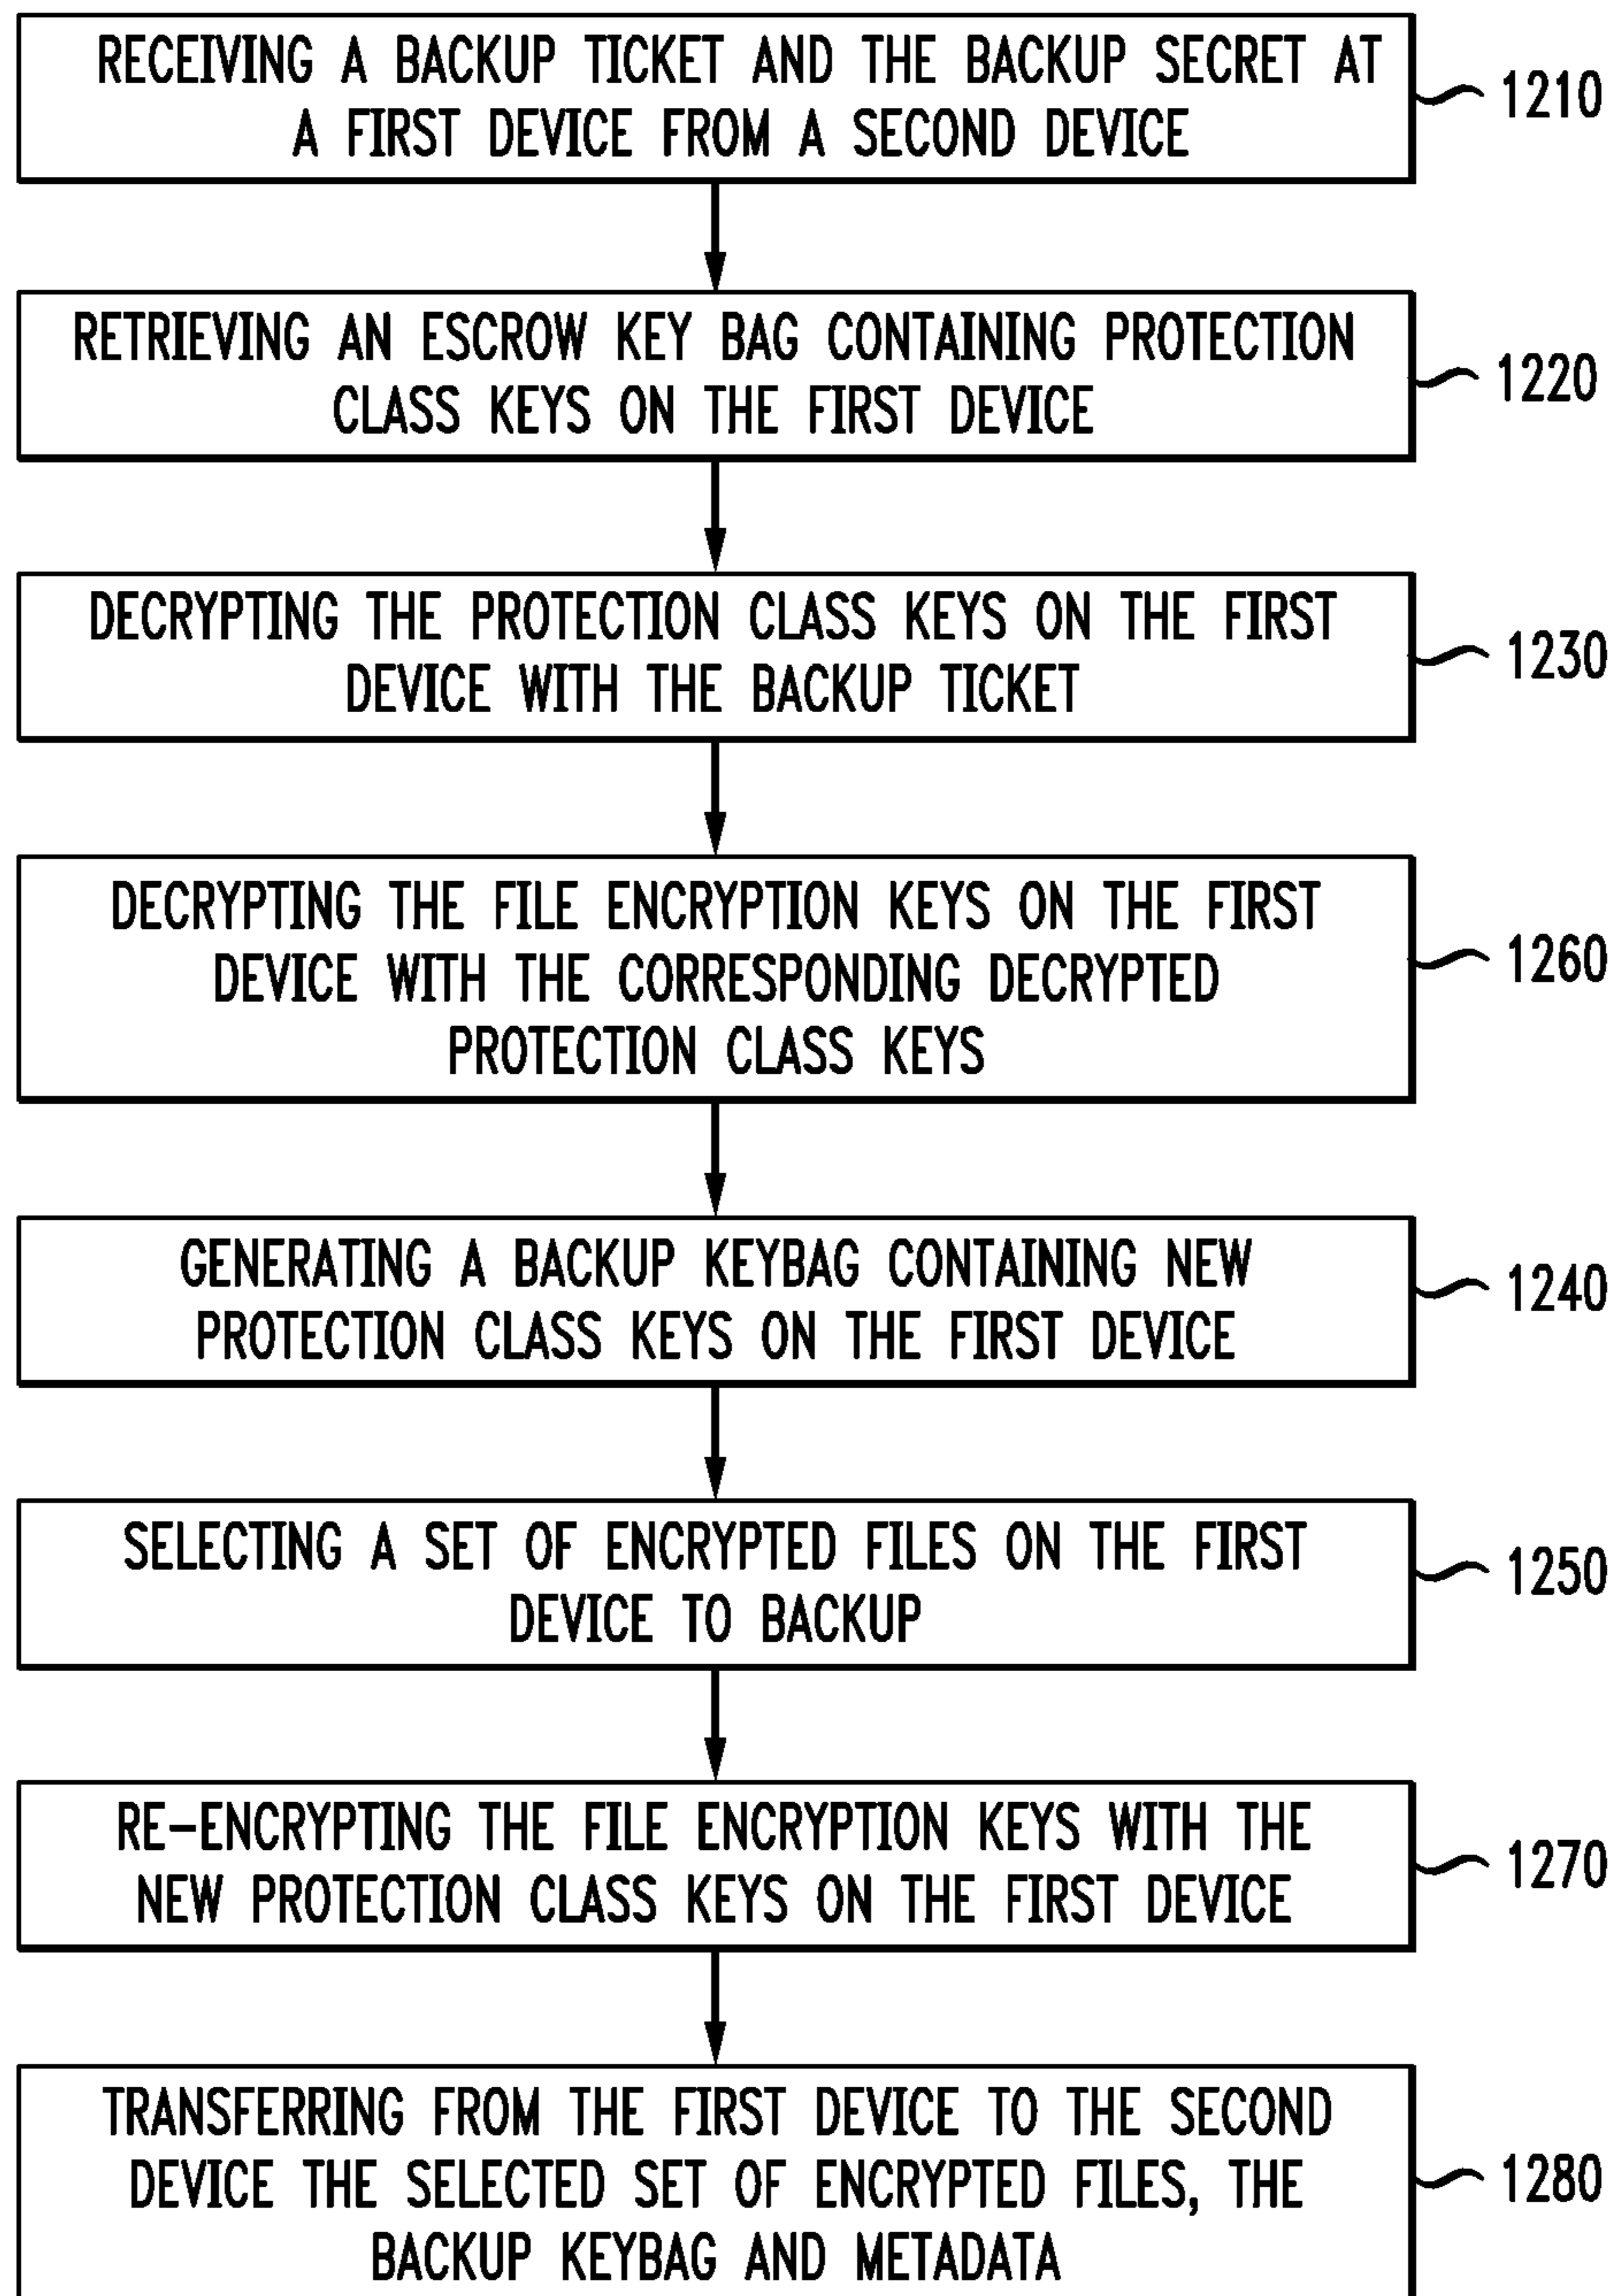 RECEIVING A BACKUP TICKET AND THE BACKUP SECRET AT
A FIRST DEVICE FROM A SECOND DEVICE
1210
RETRIEVING AN ESCROW KEY BAG CONTAINING PROTECTION
CLASS KEYS ON THE FIRST DEVICE
1220
DECRYPTING THE PROTECTION CLASS KEYS ON THE FIRST
DEVICE WITH THE BACKUP TICKET
1230
DECRYPTING THE FILE ENCRYPTION KEYS ON THE FIRST
DEVICE WITH THE CORRESPONDING DECRYPTED
PROTECTION CLASS KEYS
1260
GENERATING A BACKUP KEYBAG CONTAINING NEW
PROTECTION CLASS KEYS ON THE FIRST DEVICE
1240
SELECTING A SET OF ENCRYPTED FILES ON THE FIRST
DEVICE TO BACKUP
1250
RE-ENCRYPTING THE FILE ENCRYPTION KEYS WITH THE
NEW PROTECTION CLASS KEYS ON THE FIRST DEVICE
1270
TRANSFERRING FROM THE FIRST DEVICE TO THE SECOND
DEVICE THE SELECTED SET OF ENCRYPTED FILES, THE
BACKUP KEYBAG AND METADATA
1280